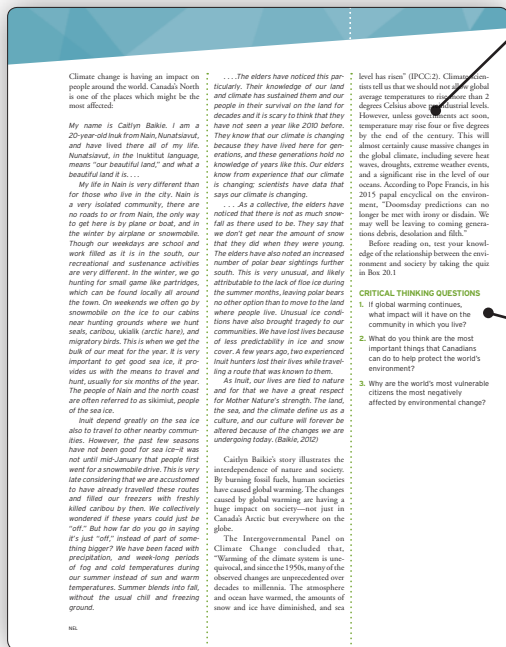 Climate change is having an impact on
people around the world. Canada's North
is one of the places which might be the
most affected:
My name is Caitlyn Baikie. I am a
20-year-old Inuk from Nain, Nunatsiavut,
and have lived there all of my life.
Nunatsiavut, in the Inuktitut language,
means "our beautiful land," and what a
beautiful land it is. . . .
My life in Nain is very different than
for those who live in the city. Nain is
a very isolated community, there are
no roads to or from Nain, the only way
to get here is by plane or boat, and in
the winter by airplane or snowmobile.
Though our weekdays are school and
work filled as it is in the south, our
recreational and sustenance activities
are very different. In the winter, we go
hunting for small game like partridges,
which can be found locally all around
the town. On weekends we often go by
snowmobile on the ice to our cabins
near hunting grounds where we hunt
seals, caribou, ukialik (arctic hare), and
migratory birds. This is when we get the
bulk of our meat for the year. It is very
important to get good sea ice, it pro-
vides us with the means to travel and
hunt, usually for six months of the year.
The people of Nain and the north coast
are often referred to as sikimiut, people
of the sea ice.
Inuit depend greatly on the sea ice
also to travel to other nearby communi-
ties. However, the past few seasons
have not been good for sea ice—it was
not until mid-January that people first
went for a snowmobile drive. This is very
late considering that we are accustomed
to have already travelled these routes
and filled our freezers with freshly
killed caribou by then. We collectively
wondered if these years could just be
"off." But how far do you go in saying
it's just "off," instead of part of some-
thing bigger? We have been faced with
precipitation, and week-long periods
of fog and cold temperatures during
our summer instead of sun and warm
temperatures. Summer blends into fall,
without the usual chill and freezing
ground.
NEL
. . . .The elders have noticed this par-
ticularly. Their knowledge of our land
and climate has sustained them and our
people in their survival on the land for
decades and it is scary to think that they
have not seen a year like 2010 before.
They know that our climate is changing
because they have lived here for gen-
erations, and these generations hold no
knowledge of years like this. Our elders
know from experience that our climate
is changing; scientists have data that
says our climate is changing.
. . . .As a collective, the elders have
noticed that there is not as much snow-
fall as there used to be. They say that
we don't get near the amount of snow
that they did when they were young.
The elders have also noted an increased
number of polar bear sightings further
south. This is very unusual, and likely
attributable to the lack of floe ice during
the summer months, leaving polar bears
no other option than to move to the land
where people live. Unusual ice condi-
tions have also brought tragedy to our
communities. We have lost lives because
of less predictability in ice and snow
cover. A few years ago, two experienced
Inuit hunters lost their lives while travel-
ling a route that was known to them.
As Inuit, our lives are tied to nature
and for that we have a great respect
for Mother Nature's strength. The land,
the sea, and the climate define us as a
culture, and our culture will forever be
altered because of the changes we are
undergoing today. (Baikie, 2012)
Caitlyn Baikie's story illustrates the
interdependence of nature and society.
By burning fossil fuels, human societies
have caused global warming. The changes
caused by global warming are having a
huge impact on society—not just in
Canada's Arctic but everywhere on the
globe.
The Intergovernmental Panel on
Climate Change concluded that,
"Warming of the climate system is une-
quivocal, and since the 1950s, many of the
observed changes are unprecedented over
decades to millennia. The atmosphere
and ocean have warmed, the amounts of
snow and ice have diminished, and sea
level has risen" (IPCC:2). Climate scien-
tists tell us that we should not allow global
average temperatures to rise more than 2
degrees Celsius above levels.
However, unless governments act soon,
temperature may rise four or five degrees
by the end of the century. This will
almost certainly cause massive changes in
the global climate, including severe heat
waves, droughts, extreme weather events,
and a significant rise in the level of our
oceans. According to Pope Francis, in his
2015 papal encyclical on the environ-
ment, "Doomsday predictions can no
longer be met with irony or disdain. We
may well be leaving to coming genera-
tions debris, desolation and filth."
Before reading on, test your knowl-
edge of the relationship between the envi-
ronment and society by taking the quiz
in Box 20.1
CRITICAL THINKING QUESTIONS
1. If global warming continues,
what impact will it have on the
community in which you live?
2. What do you think are the most
important things that Canadians
can do to help protect the world's
environment?
3. Why are the world's most vulnerable
citizens the most negatively
affected by environmental change?